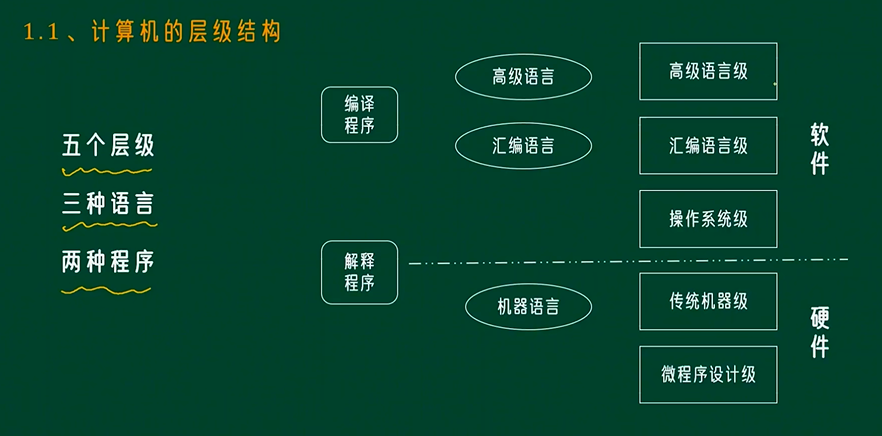 1.1、计算机的层级结构
五个层级
三种语言
两种程序
编译
程序
解释
程序
高级语言
汇编语言
机器语言
高级语言级
汇编语言级
操作系统级
传统机器级
微程序设计级
软
件
硬
件